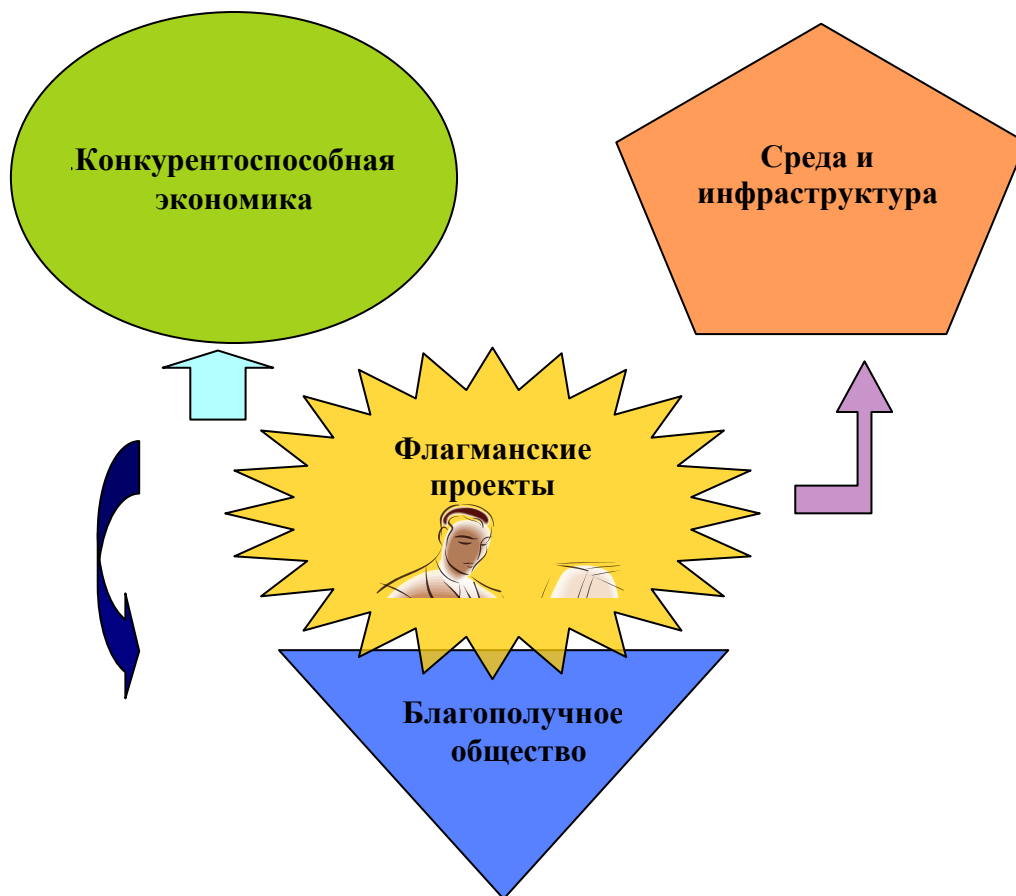 .Конкурентоспособная
экономика
Среда и
инфраструктура
Флагманские
проекты
Благополучное
общество